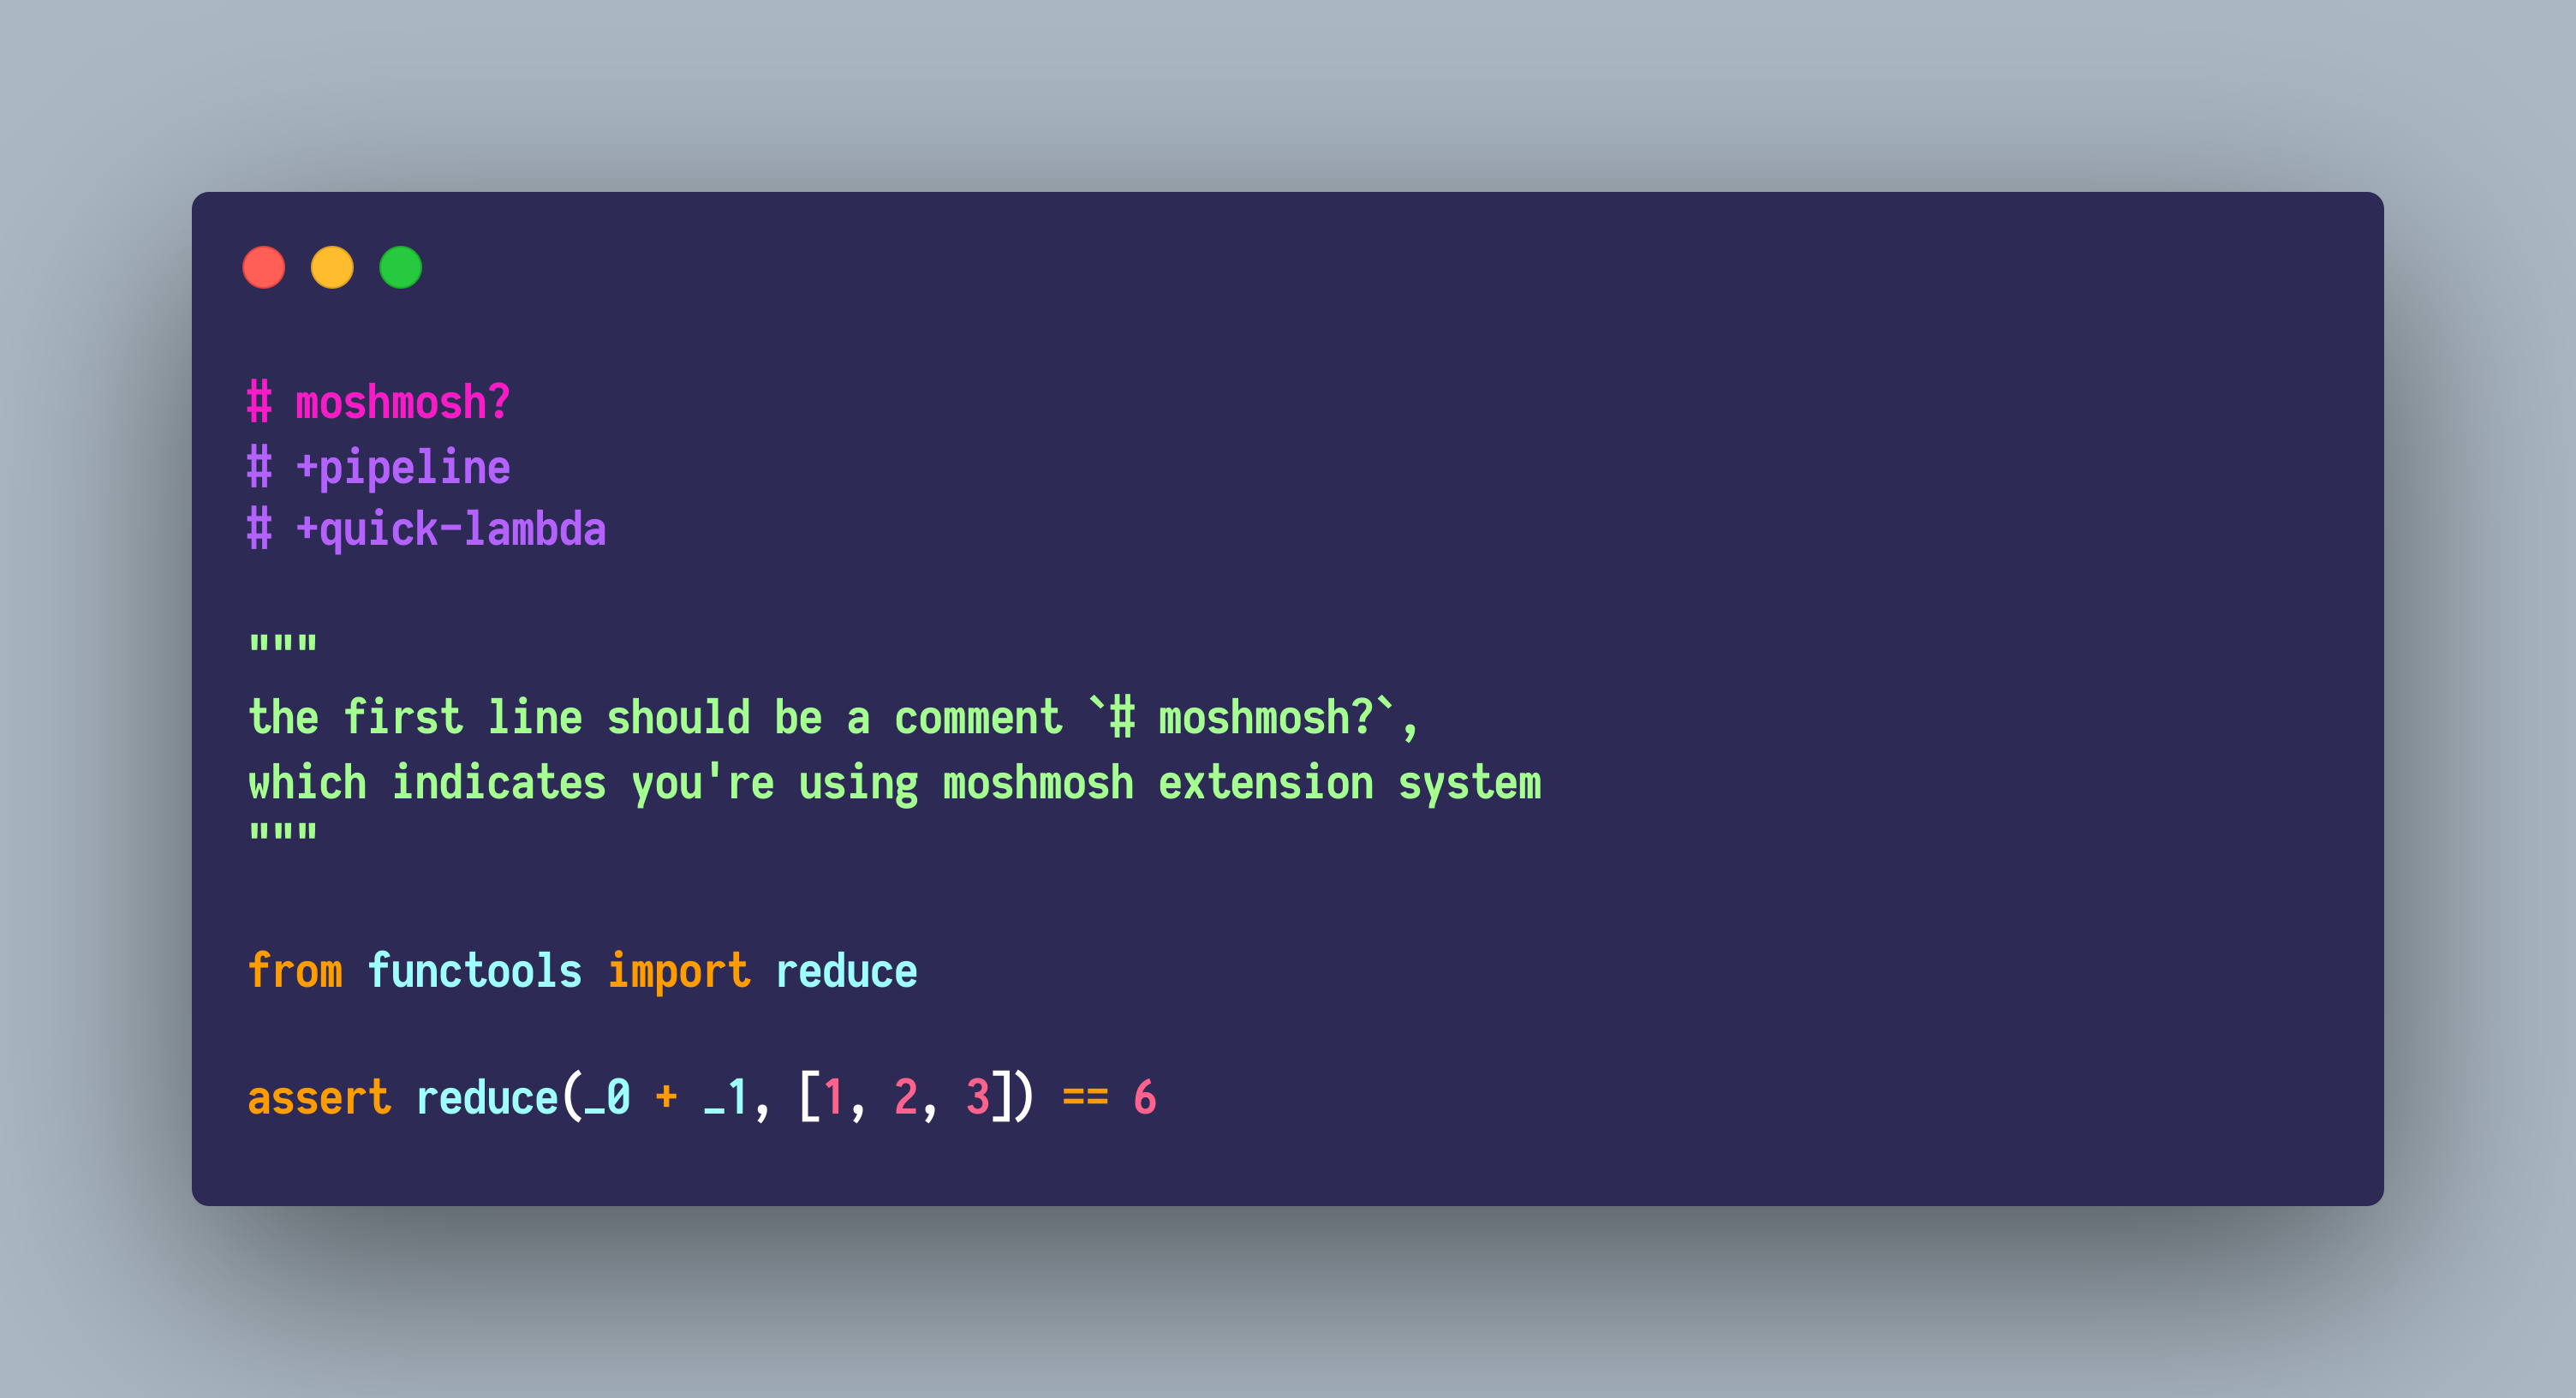 # moshmosh?
# +pipeline
# +quick-lambda
"""
the first line should be a comment `# moshmosh?`,
which indicates you're using moshmosh extension system
"""
from functools import reduce
assert reduce(_0 + _1, [1, 2, 3]) == 6